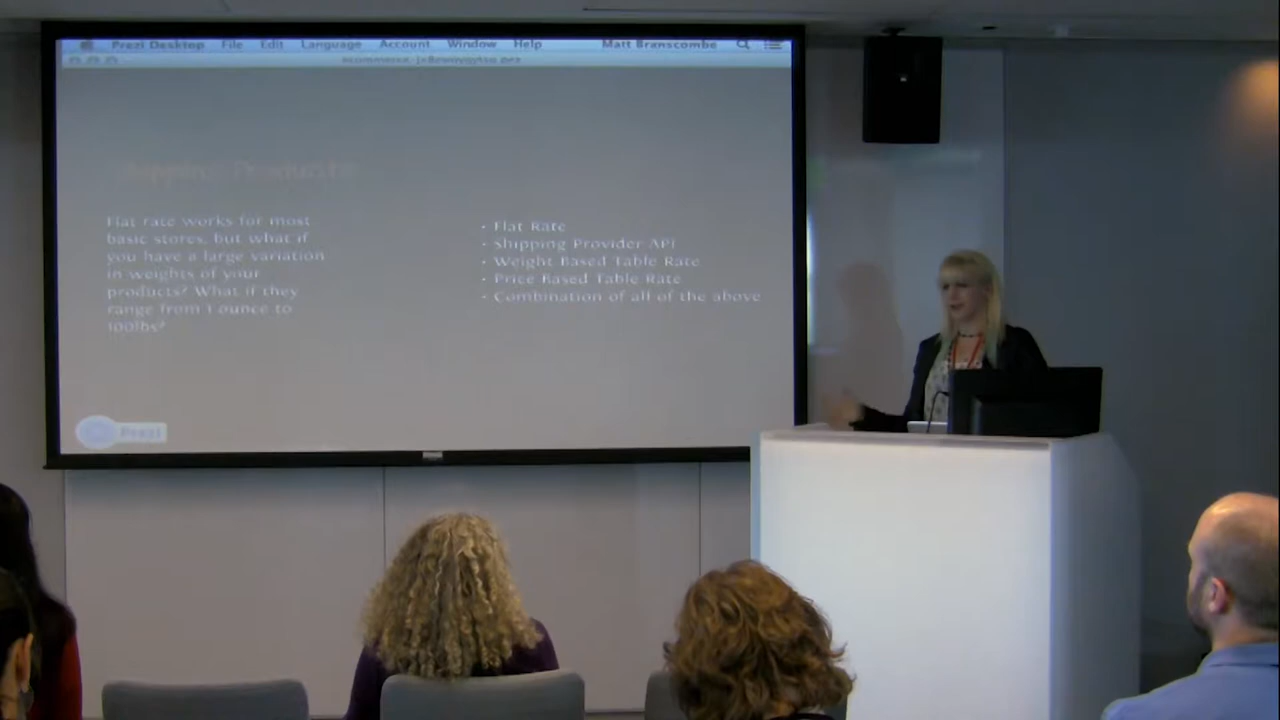 Prezi Desktop File Edit Language Account Window Help Matt Branscombe
Shipping Products
Flat rate works for most
basic stores, but what if
you have a large variation
in weights of your
products? What if they
range from 1 ounce to
100lbs?
- Flat Rate
- Shipping Provider API
- Weight Based Table Rate
- Price Based Table Rate
- Combination of all of the above
Prezi